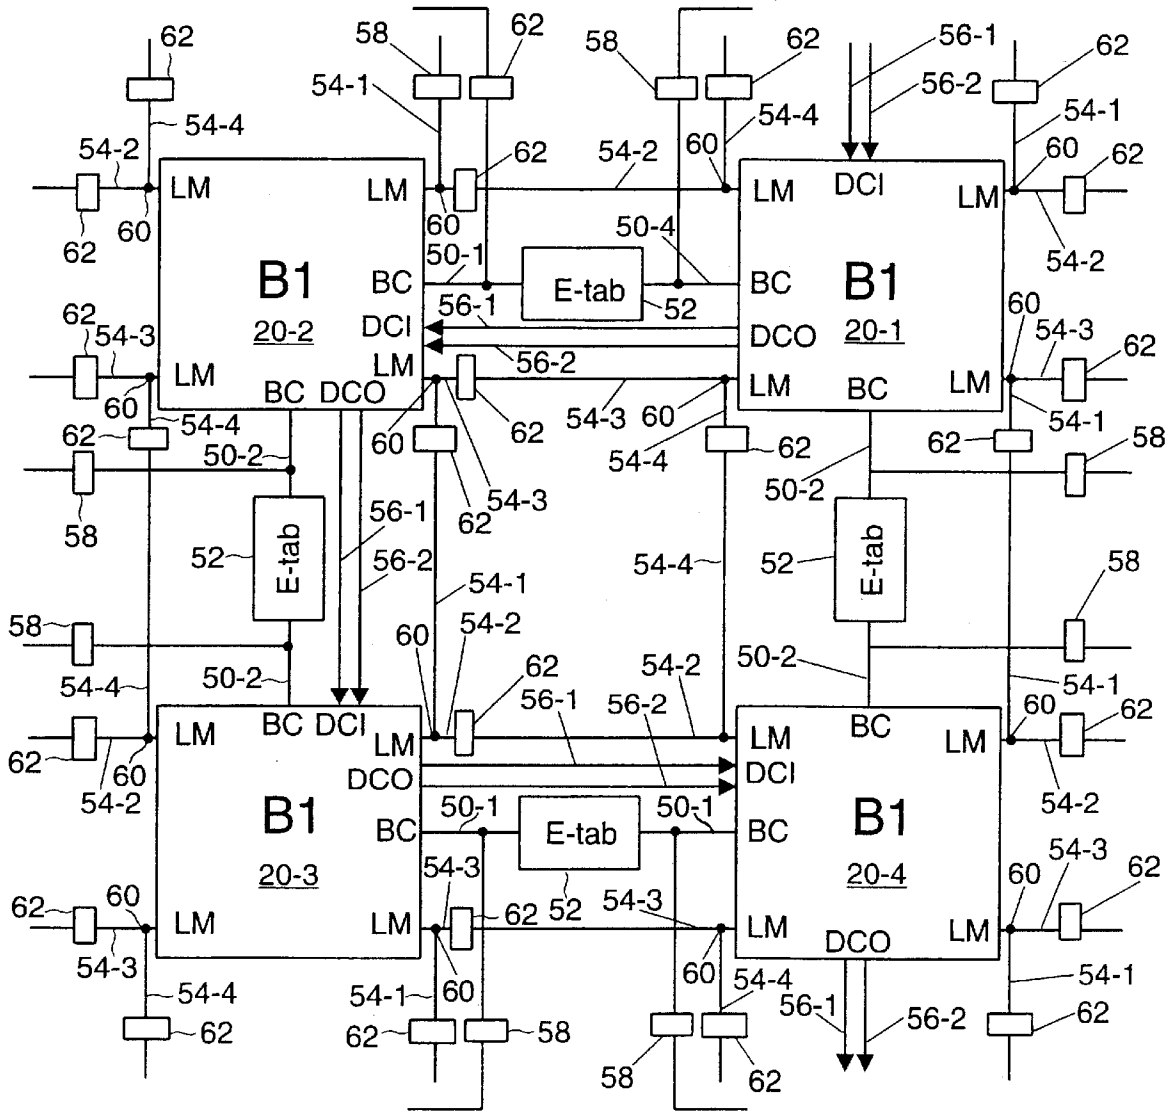 62 58 62 58 62 56-1 62
54-1 56-2
54-4 54-4 54-1
54-2 62 54-2 60 60 62
LM LM LM DCI LM
62 60 60 54-2
50-1 50-4
B1 BC E-tab 52 BC B1
20-2 20-1
62 54-3 DCI 56-1 DCO 60 54-3 62
LM LM 56-2 LM LM
60 BC DCO 60 62 54-3 60 BC 54-1
54-4
62 50-2 62 54-4 62 62 58
54-3 50-2
58 62
52 E-tab 56-1 52 E-tab
56-2 54-4 58
54-1
58 60 54-2
50-2 62 54-2 50-2
54-4 56-1 56-2 54-1
BC DCI BC 60 62
LM LM LM LM
62 60 DCO DCI
54-2 54-2
50-1 50-1
B1 BC E-tab BC B1
20-3 20-4
54-3 52 54-3 54-3
62 60 62 60 62
LM LM LM LM
54-3 DCO
60 60
54-4 54-1 54-4 54-1
56-1 56-2
62 62 58 62
58 62